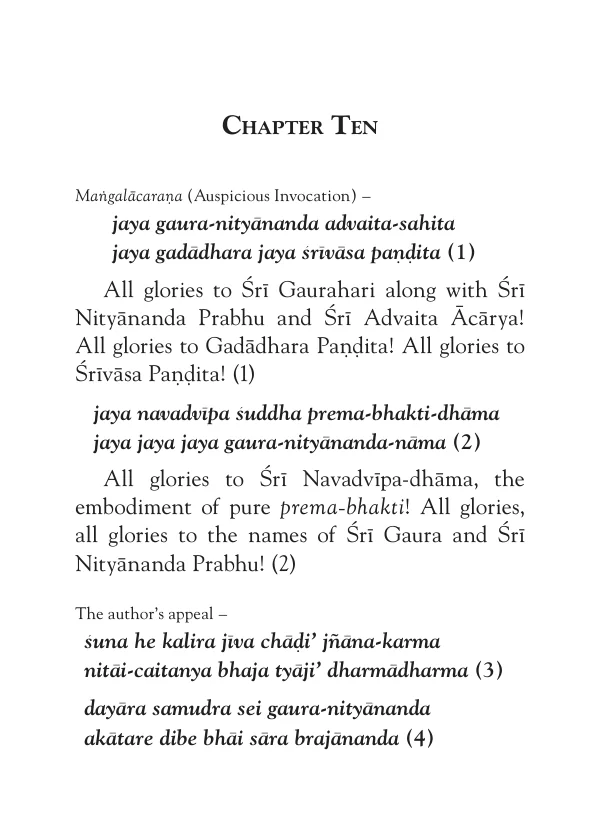 CHAPTER TEN
Maṅgalācaraṇa (Auspicious Invocation) –
jaya gaura-nityānanda advaita-sahita
jaya gadādhara jaya śrīvāsa paṇḍita (1)
All glories to Śrī Gaurahari along with Śrī
Nityānanda Prabhu and Śrī Advaita Ācārya!
All glories to Gadādhara Paṇḍita! All glories to
Śrīvāsa Paṇḍita! (1)
jaya navadvīpa śuddha prema-bhakti-dhāma
jaya jaya jaya gaura-nityānanda-nāma (2)
All glories to Śrī Navadvīpa-dhāma, the
embodiment of pure prema-bhakti! All glories,
all glories to the names of Śrī Gaura and Śrī
Nityānanda Prabhu! (2)
The author’s appeal –
śuna he kalira jīva chāḍi’ jñāna-karma
nitāi-caitanya bhaja tyāji’ dharmādharma (3)
dayāra samudra sei gaura-nityānanda
akātare dibe bhāi sāra brajānanda (4)